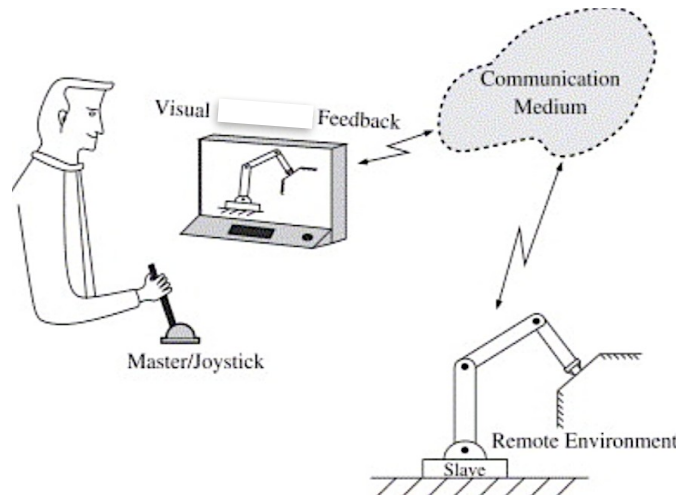 Communication
Medium
Visual Feedback
Master/Joystick
Remote Environment
Slave